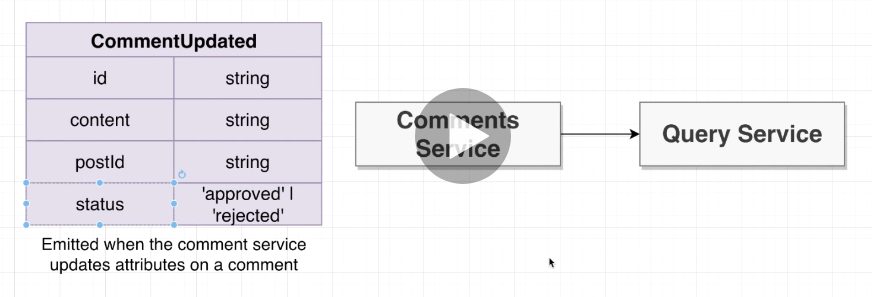 CommentUpdated
id string
content string
postId string
status 'approved' |
'rejected'
Emitted when the comment service
updates attributes on a comment
Comments
Service
Query Service